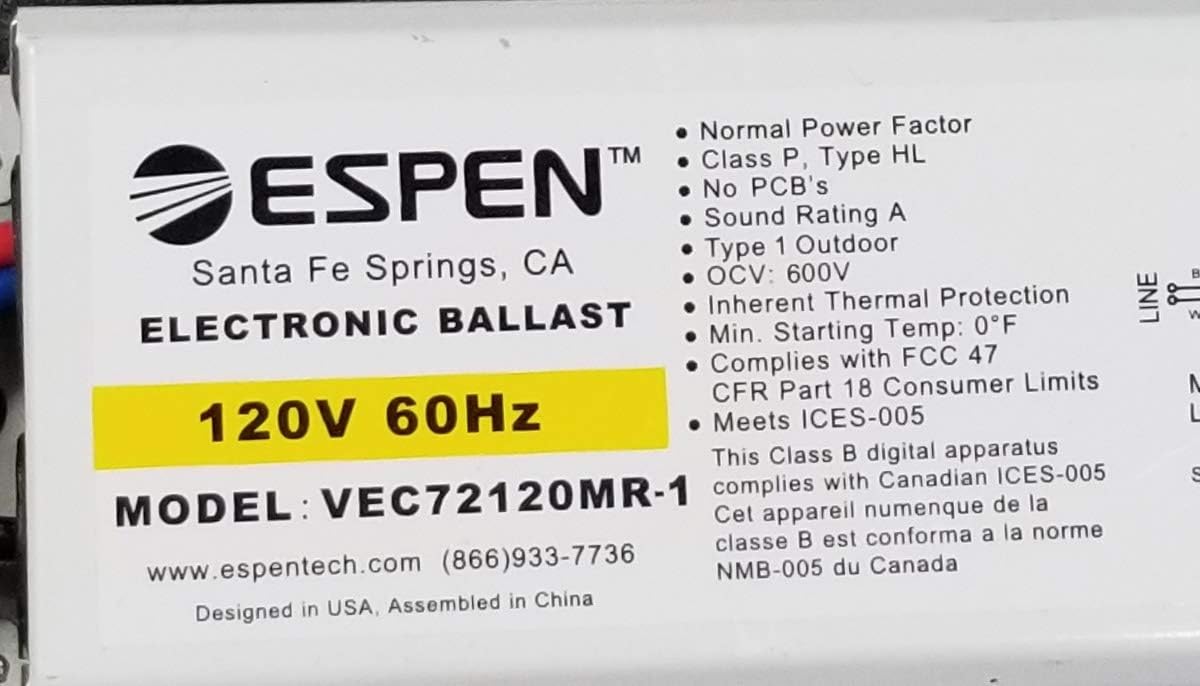 ESPEN™
Santa Fe Springs, CA
ELECTRONIC BALLAST
120V 60Hz
MODEL: VEC72120MR-1
www.espentech.com (866)933-7736
Designed in USA, Assembled in China
• Normal Power Factor
• Class P, Type HL
• No PCB's
• Sound Rating A
• Type 1 Outdoor
• OCV: 600V
• Inherent Thermal Protection
• Min. Starting Temp: 0°F
• Complies with FCC 47
CFR Part 18 Consumer Limits
• Meets ICES-005
This Class B digital apparatus
complies with Canadian ICES-005
Cet appareil numenque de la
classe B est conforma a la norme
NMB-005 du Canada
LINE